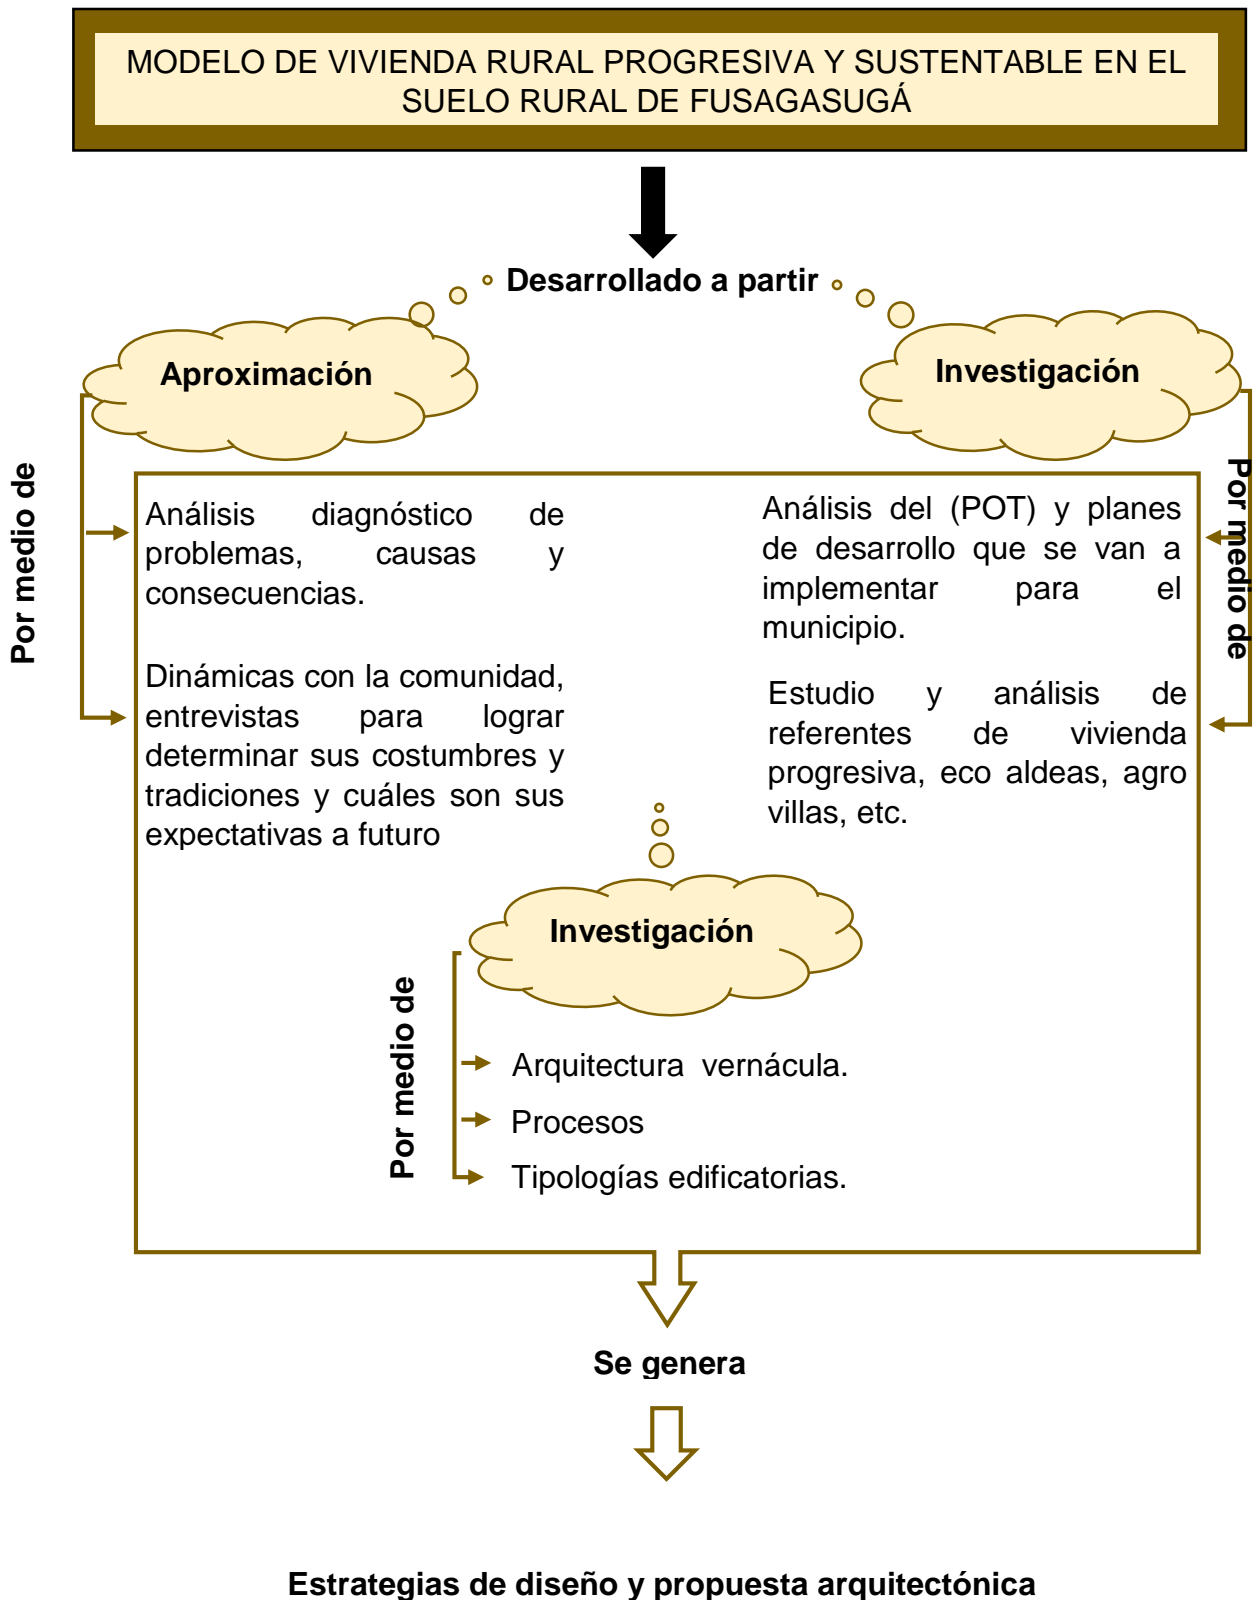 MODELO DE VIVIENDA RURAL PROGRESIVA Y SUSTENTABLE EN EL
SUELO RURAL DE FUSAGASUGÁ
Desarrollado a partir
Aproximación
Investigación
Por medio de
Análisis diagnóstico de
problemas, causas y
consecuencias.
Dinámicas con la comunidad,
entrevistas para lograr
determinar sus costumbres y
tradiciones y cuáles son sus
expectativas a futuro
Por medio de
Análisis del (POT) y planes
de desarrollo que se van a
implementar para el
municipio.
Estudio y análisis de
referentes de vivienda
progresiva, eco aldeas, agro
villas, etc.
Investigación
Por medio de
Arquitectura vernácula.
Procesos
Tipologías edificatorias.
Se genera
Estrategias de diseño y propuesta arquitectónica